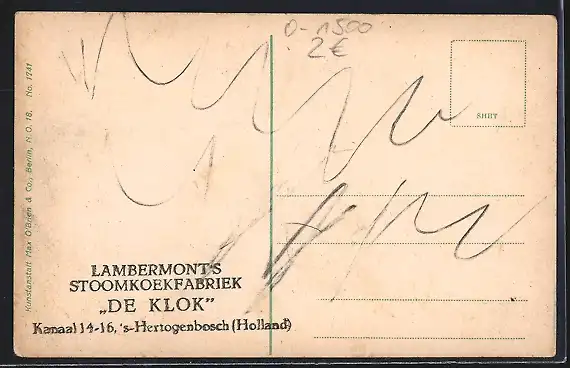 0-1500
2€
SHRT
Kunstanstalt Max O'Brien & Co., Berlin, N.O. 18. No. 1741
LAMBERMONT'S
STOOMKOEKFABRIEK
„DE KLOK”
Kanaal 14-16, 's-Hertogenbosch (Holland)